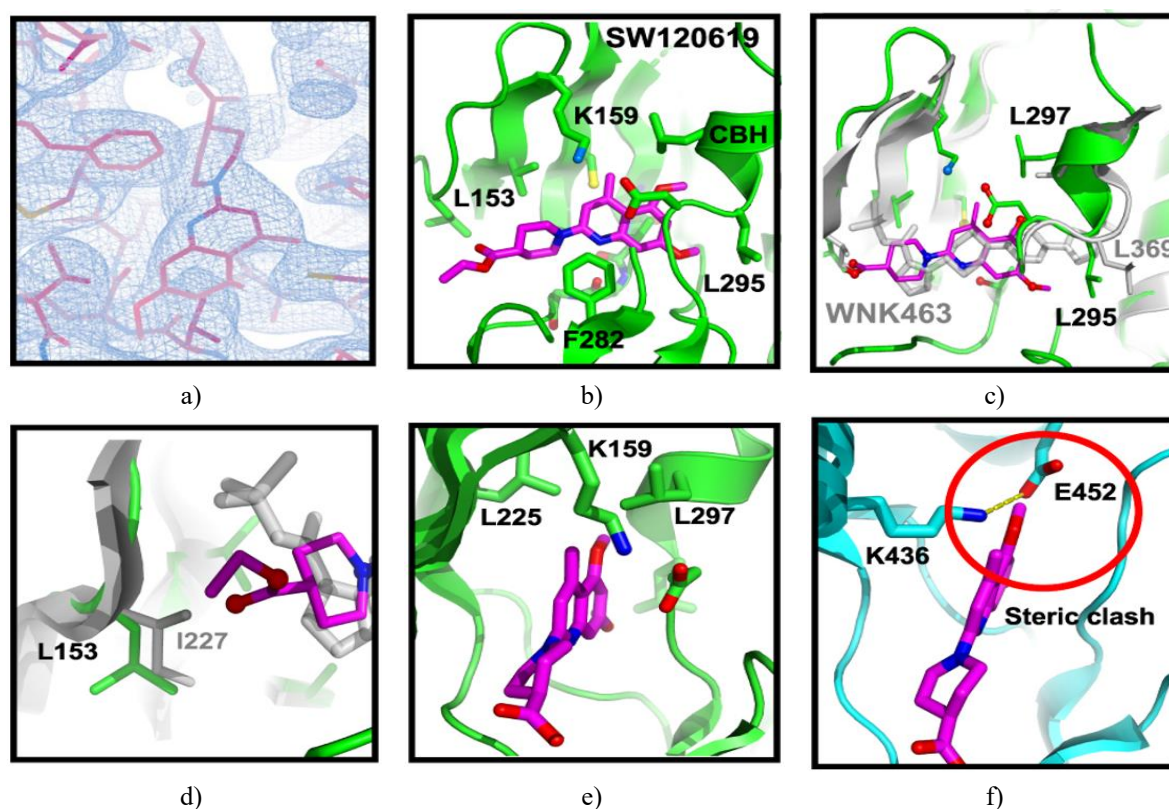 SW120619
K159
CBH
L153
L295
F282
L297
L369
WNK463
L295
a)
b)
c)
L153
I227
K159
L225
L297
E452
K436
Steric clash
d)
e)
f)